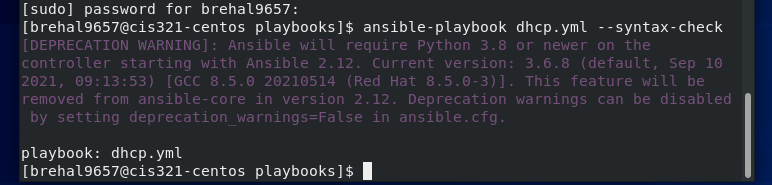 [sudo] password for brehal9657:
[brehal9657@cis321-centos playbooks]$ ansible-playbook dhcp.yml --syntax-check
[DEPRECATION WARNING]: Ansible will require Python 3.8 or newer on the
controller starting with Ansible 2.12. Current version: 3.6.8 (default, Sep 10
2021, 09:13:53) [GCC 8.5.0 20210514 (Red Hat 8.5.0-3)]. This feature will be
removed from ansible-core in version 2.12. Deprecation warnings can be disabled
by setting deprecation_warnings=False in ansible.cfg.
playbook: dhcp.yml
[brehal9657@cis321-centos playbooks]$